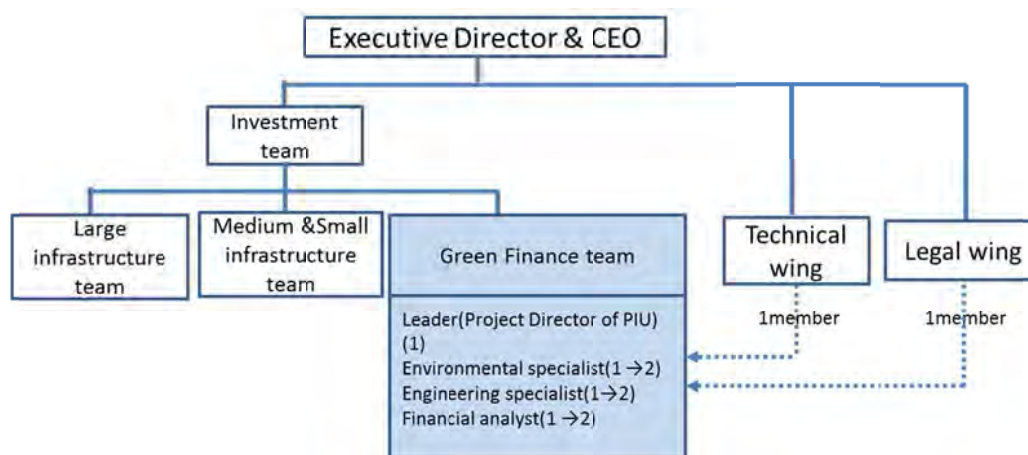 Executive Director & CEO
Investment
team
Large
infrastructure
team
Medium &Small
infrastructure
team
Green Finance team
Technical
wing
Legal wing
Leader(Project Director of PIU)
(1)
Environmental specialist(1→2)
Engineering specialist(1→2)
Financial analyst(1→2)
1member
1member